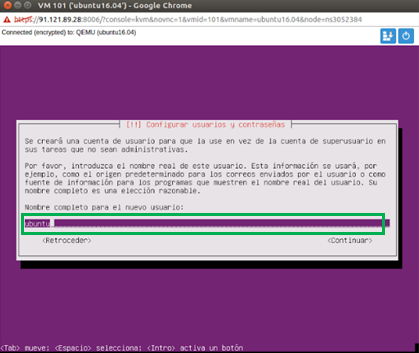 VM 101 ('ubuntu16.04') - Google Chrome
https://91.121.89.28:8006/?console=kvm&novnc=1&vmid=101&vmname=ubuntu16.04&node=ns3052384
Connected (encrypted) to: QEMU (ubuntu16.04)
[!!] Configurar usuarios y contraseñas
Se creará una cuenta de usuario para que la use en vez de la cuenta de superusuario en
sus tareas que no sean administrativas.
Por favor, introduzca el nombre real de este usuario. Esta información se usará, por
ejemplo, como el origen predeterminado para los correos enviados por el usuario o como
fuente de información para los programas que muestren el nombre real del usuario. Su
nombre completo es una elección razonable.
Nombre completo para el nuevo usuario:
ubuntu
<Retroceder> <Continuar>
<Tab> mueve; <Espacio> selecciona; <Intro> activa un botón